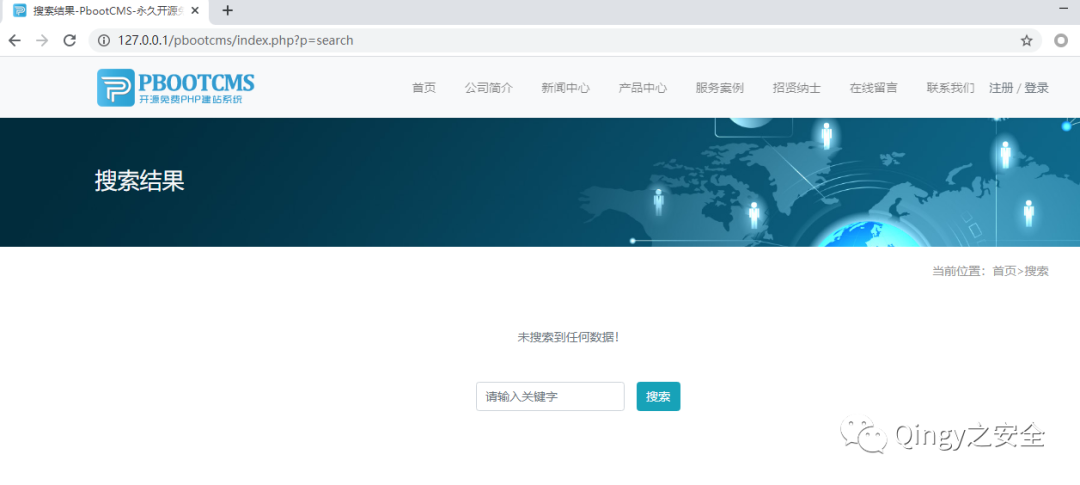 搜索结果-PbootCMS-永久开源免
127.0.0.1/pbootcms/index.php?p=search
PBOOTCMS
开源免费PHP建站系统
首页 公司简介 新闻中心 产品中心 服务案例 招贤纳士 在线留言 联系我们 注册 / 登录
搜索结果
当前位置：首页>搜索
未搜索到任何数据！
请输入关键字 搜索
Qingy之安全